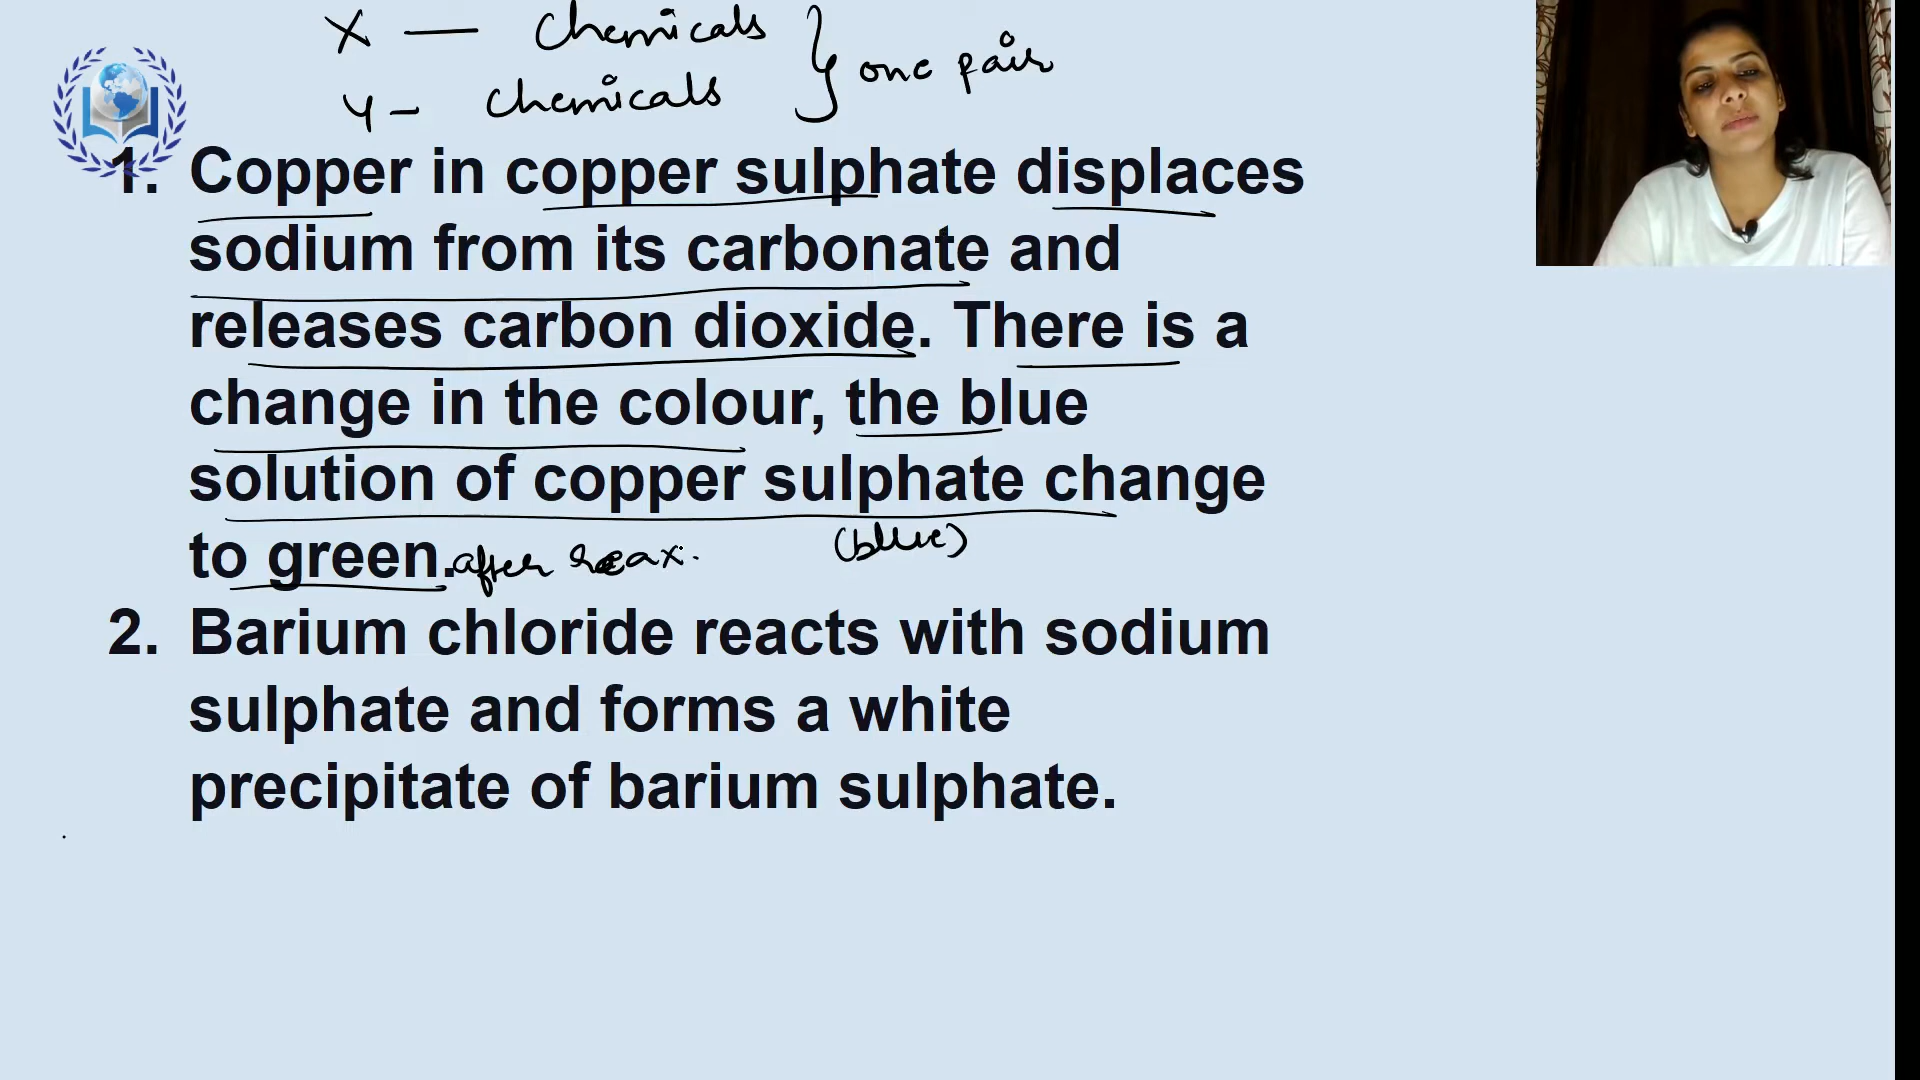 X — Chemicals
Y - Chemicals
} one pair
1. Copper in copper sulphate displaces
sodium from its carbonate and
releases carbon dioxide. There is a
change in the colour, the blue
solution of copper sulphate change
(blue)
to green. after reax.
2. Barium chloride reacts with sodium
sulphate and forms a white
precipitate of barium sulphate.